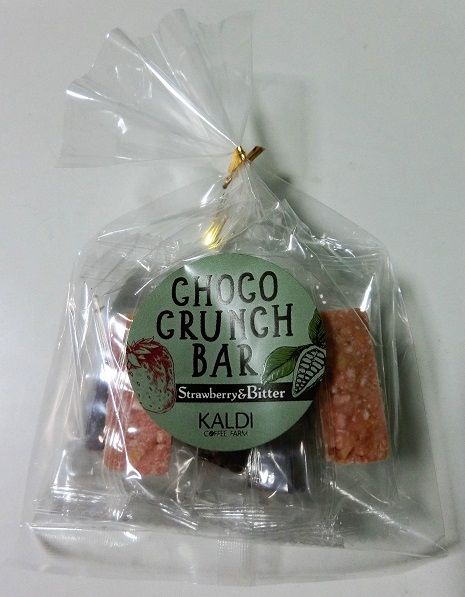 CHOCO
CRUNCH
BAR
Strawberry&Bitter
KALDI
COFFEE FARM